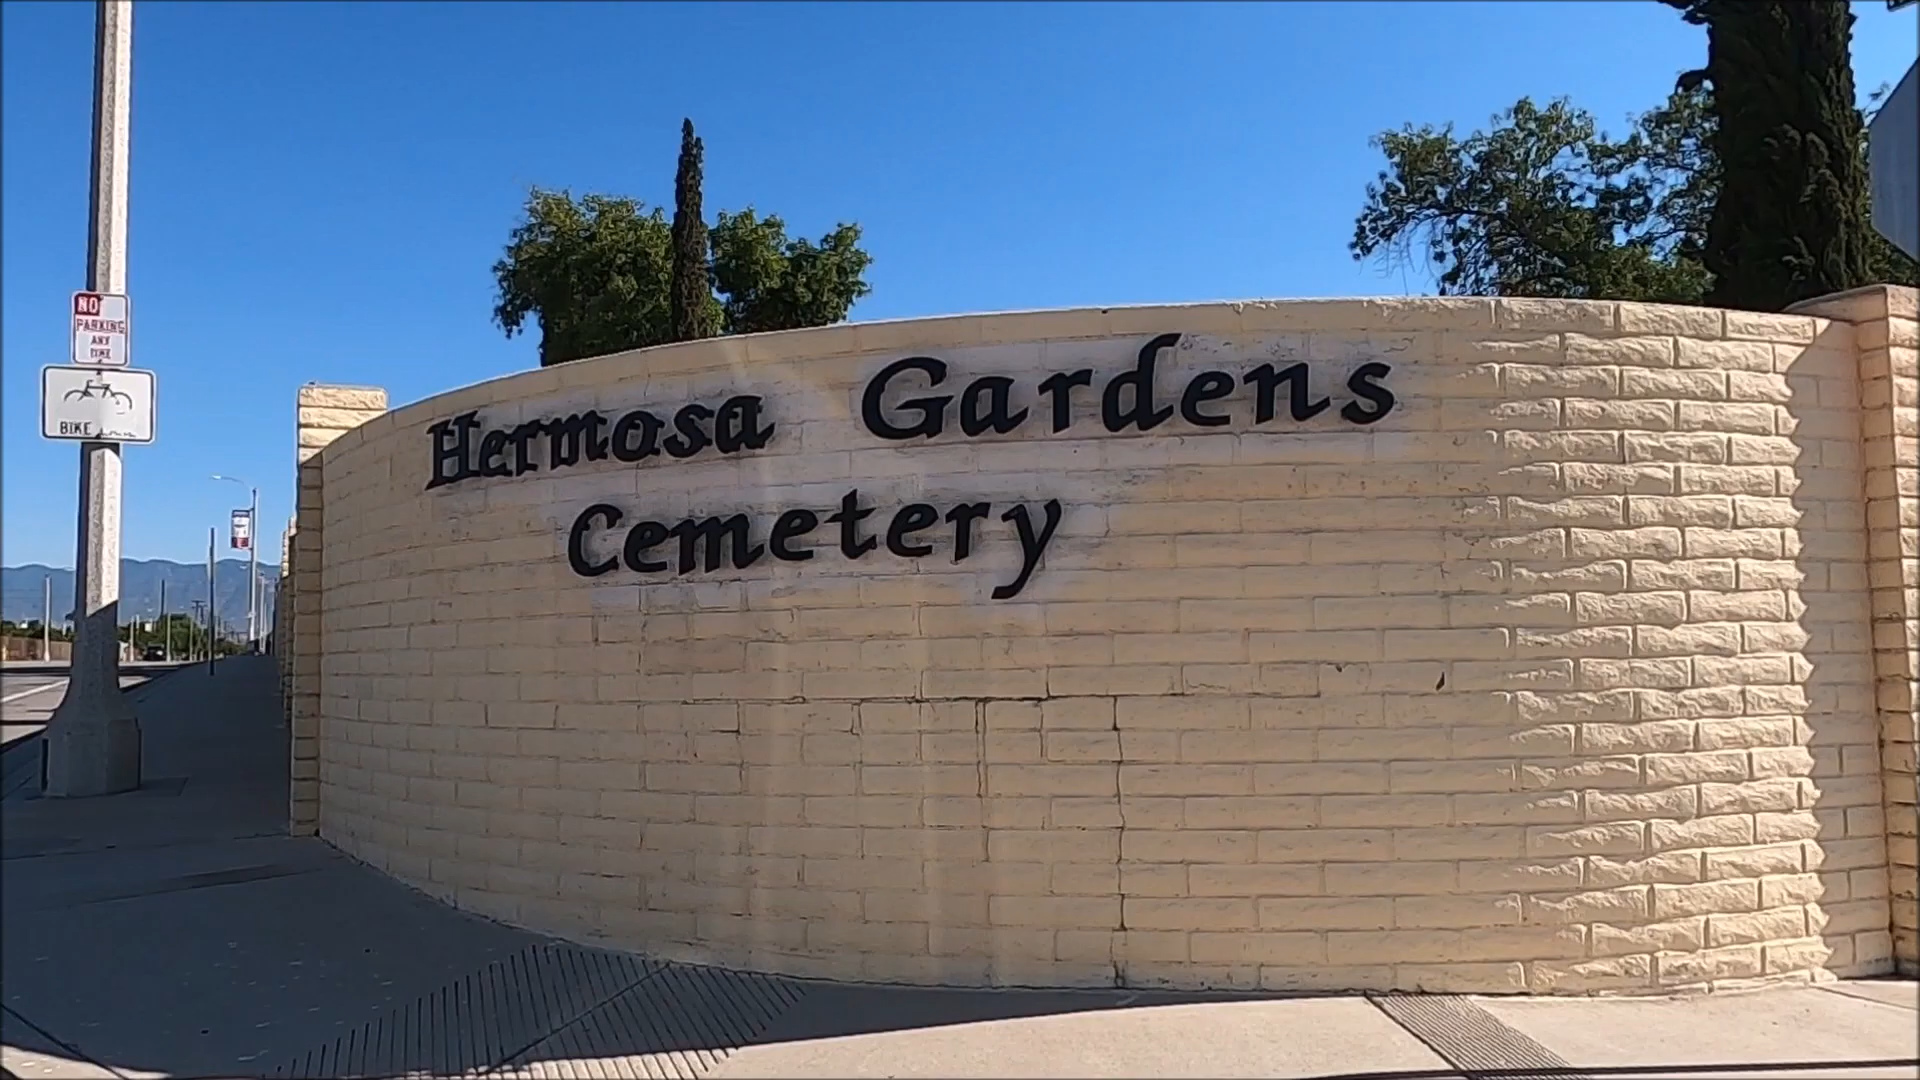 NO
PARKING
ANY
TIME
BIKE
Hermosa Gardens
Cemetery